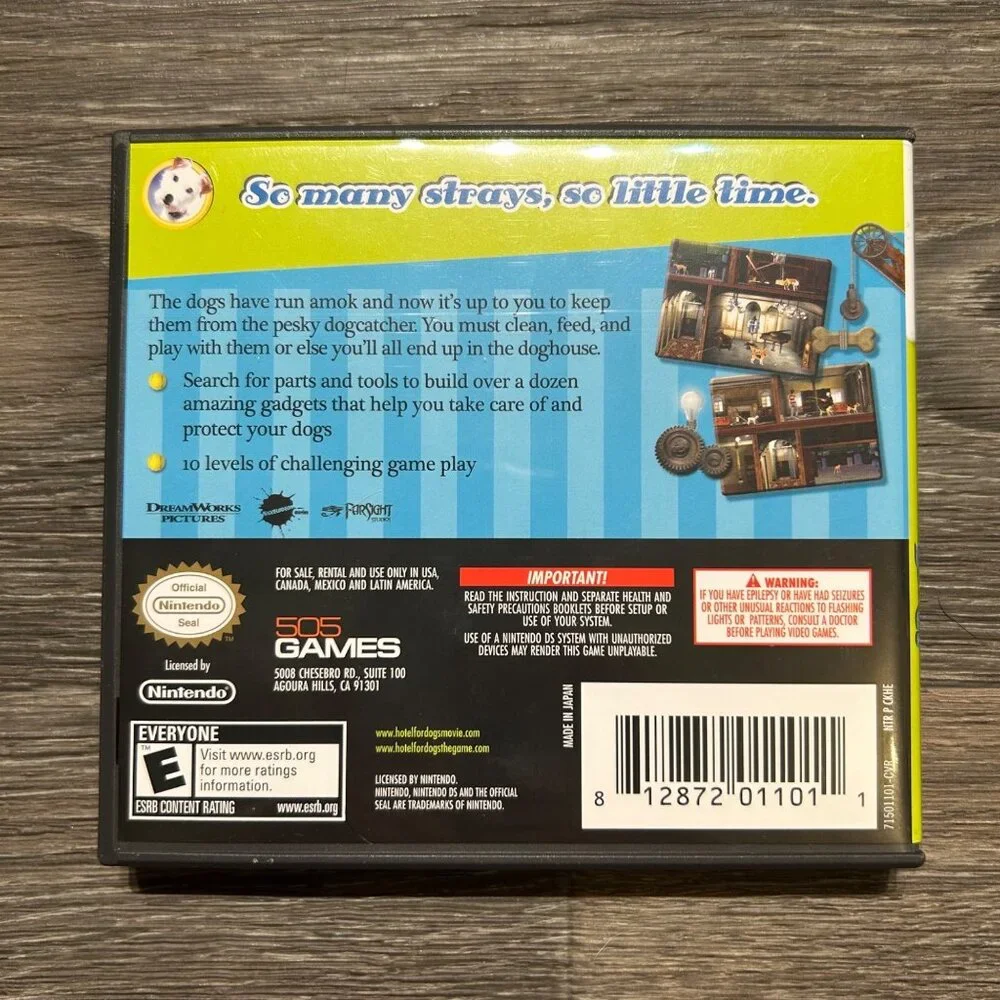 So many strays, so little time.
The dogs have run amok and now it's up to you to keep
them from the pesky dogcatcher. You must clean, feed, and
play with them or else you'll all end up in the doghouse.
Search for parts and tools to build over a dozen
amazing gadgets that help you take care of and
protect your dogs
10 levels of challenging game play
DREAMWORKS
PICTURES
FARSIGHT
STUDIOS
Official
Nintendo
Seal
TM
Licensed by
Nintendo®
FOR SALE, RENTAL AND USE ONLY IN USA,
CANADA, MEXICO AND LATIN AMERICA.
505
GAMES
5008 CHESEBRO RD., SUITE 100
AGOURA HILLS, CA 91301
IMPORTANT!
READ THE INSTRUCTION AND SEPARATE HEALTH AND
SAFETY PRECAUTIONS BOOKLETS BEFORE SETUP OR
USE OF YOUR SYSTEM.
USE OF A NINTENDO DS SYSTEM WITH UNAUTHORIZED
DEVICES MAY RENDER THIS GAME UNPLAYABLE.
WARNING:
IF YOU HAVE EPILEPSY OR HAVE HAD SEIZURES
OR OTHER UNUSUAL REACTIONS TO FLASHING
LIGHTS OR PATTERNS, CONSULT A DOCTOR
BEFORE PLAYING VIDEO GAMES.
EVERYONE
TM
E
Visit www.esrb.org
for more ratings
information.
ESRB CONTENT RATING www.esrb.org
www.hotelfordogsmovie.com
www.hotelfordogsthegame.com
LICENSED BY NINTENDO.
NINTENDO, NINTENDO DS AND THE OFFICIAL
SEAL ARE TRADEMARKS OF NINTENDO.
MADE IN JAPAN
8 12872 01101 1
71501101-CVR NTR P CKHE